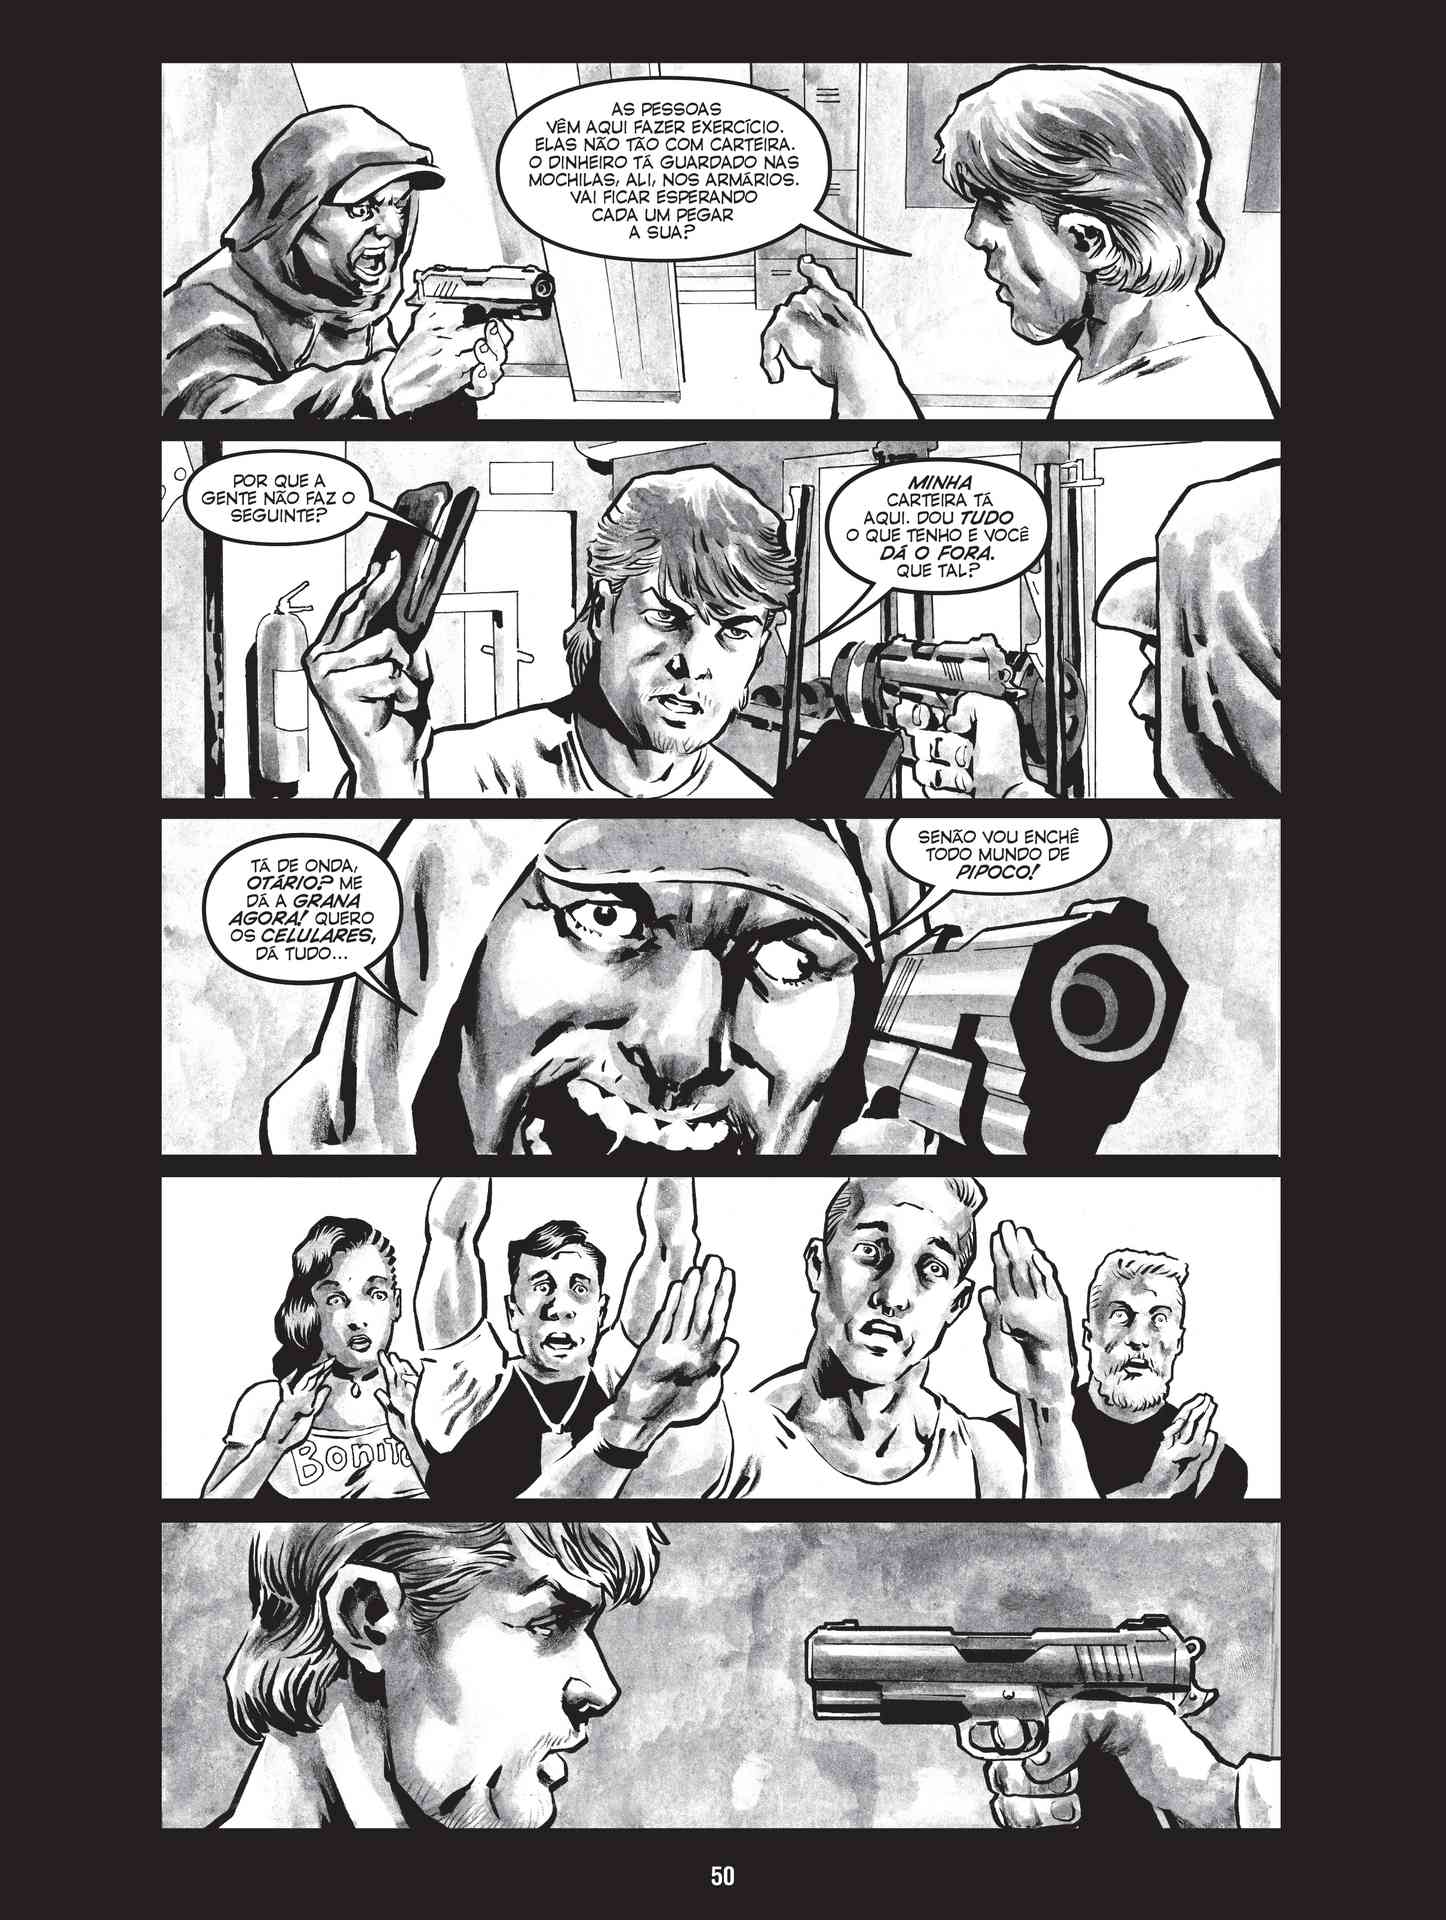 AS PESSOAS
VÊM AQUI FAZER EXERCÍCIO.
ELAS NÃO TÃO COM CARTEIRA.
O DINHEIRO TÁ GUARDADO NAS
MOCHILAS, ALI, NOS ARMÁRIOS.
VAI FICAR ESPERANDO
CADA UM PEGAR
A SUA?
POR QUE A
GENTE NÃO FAZ O
SEGUINTE?
MINHA
CARTEIRA TÁ
AQUI. DOU TUDO
O QUE TENHO E VOCÊ
DÁ O FORA.
QUE TAL?
TÁ DE ONDA,
OTÁRIO? ME
DÁ A GRANA
AGORA! QUERO
OS CELULARES,
DÁ TUDO...
SENÃO VOU ENCHÊ
TODO MUNDO DE
PIPOCO!
BONIT
50